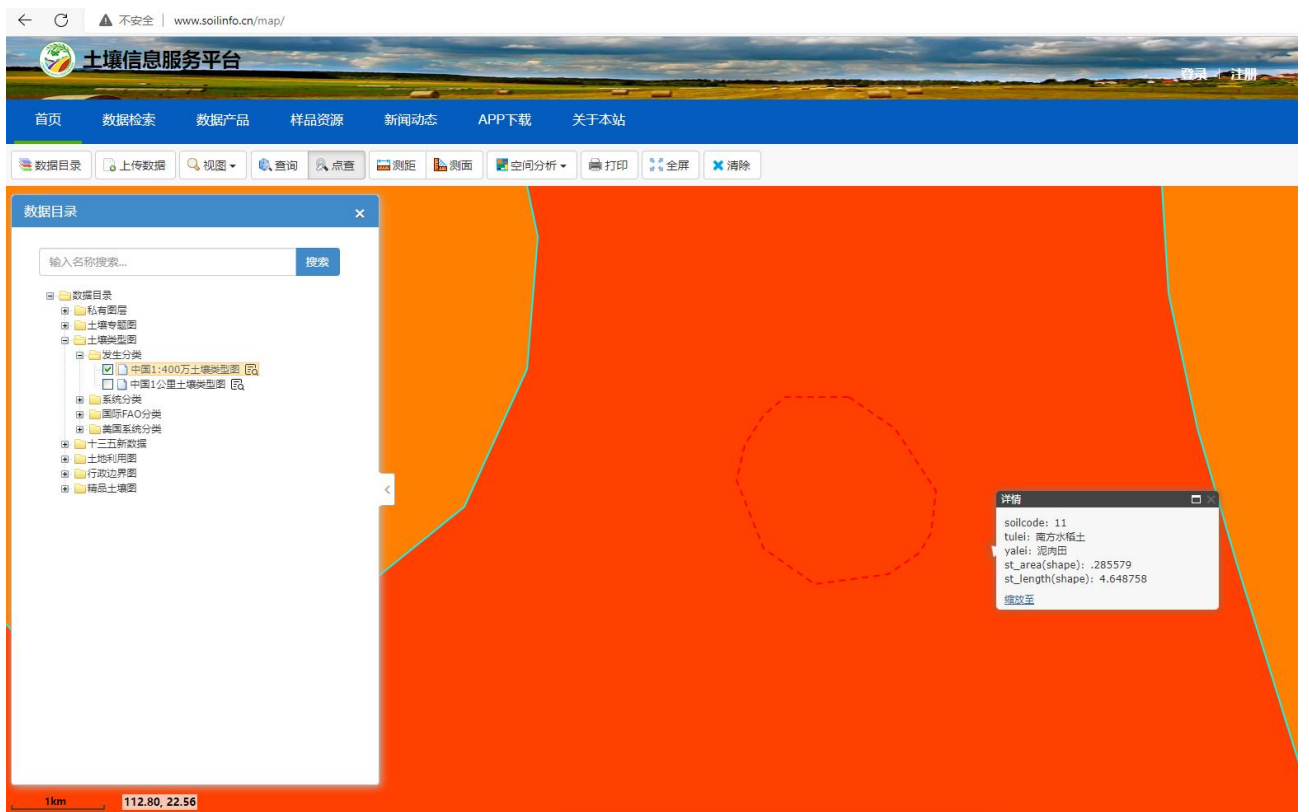 不安全 | www.soilinfo.cn/map/
土壤信息服务平台
登录 | 注册
首页 数据检索 数据产品 样品资源 新闻动态 APP下载 关于本站
数据目录 上传数据 视图 查询 点查 测距 测面 空间分析 打印 全屏 清除
数据目录 ×
输入名称搜索... 搜索
数据目录
私有图层
土壤专题图
土壤类型图
发生分类
中国1:400万土壤类型图
中国1公里土壤类型图
系统分类
国际FAO分类
美国系统分类
十三五新数据
土地利用图
行政边界图
精品土壤图
详情
soilcode: 11
tulei: 南方水稻土
yalei: 泥肉田
st_area(shape): .285579
st_length(shape): 4.648758
缩放至
1km 112.80, 22.56